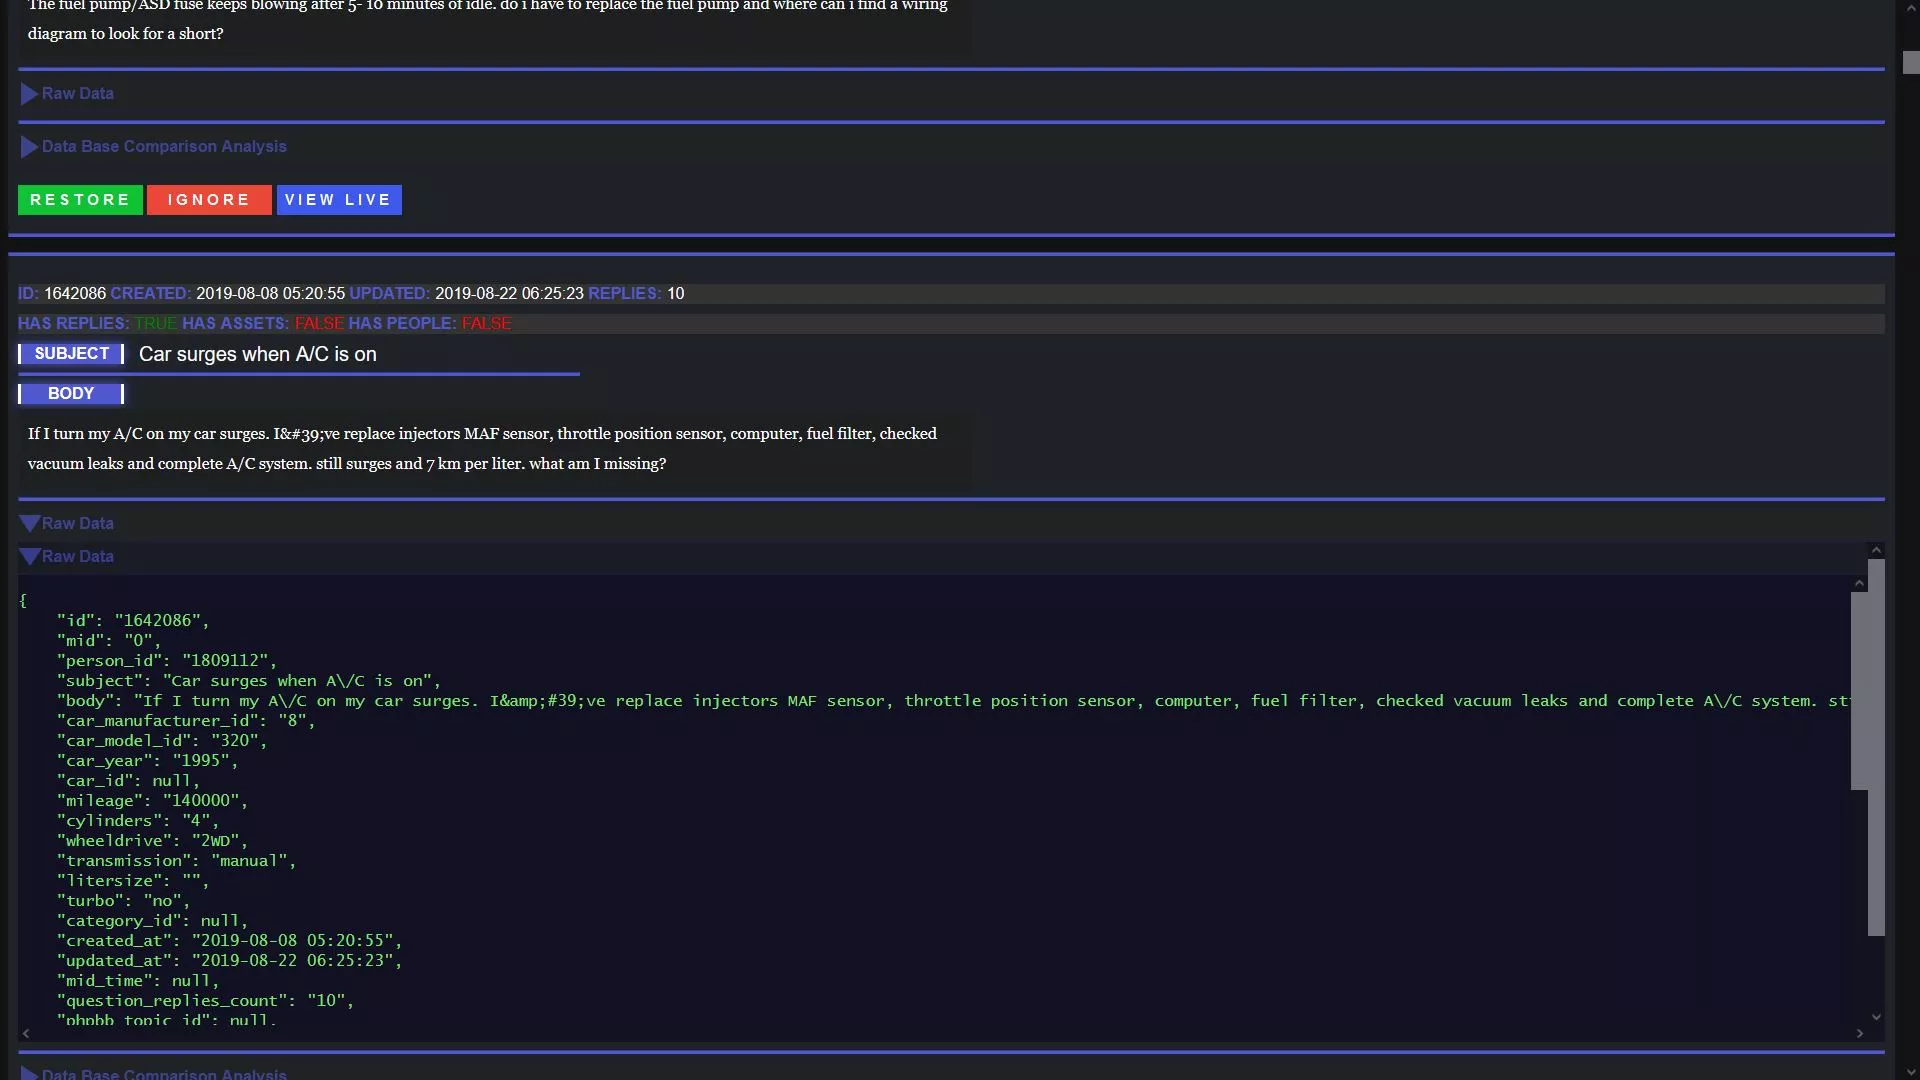 The fuel pump/ASD fuse keeps blowing after 5- 10 minutes of idle. do i have to replace the fuel pump and where can i find a wiring
diagram to look for a short?
Raw Data
Data Base Comparison Analysis
RESTORE IGNORE VIEW LIVE
ID: 1642086 CREATED: 2019-08-08 05:20:55 UPDATED: 2019-08-22 06:25:23 REPLIES: 10
HAS REPLIES: TRUE HAS ASSETS: FALSE HAS PEOPLE: FALSE
SUBJECT Car surges when A/C is on
BODY
If I turn my A/C on my car surges. I&#39;ve replace injectors MAF sensor, throttle position sensor, computer, fuel filter, checked
vacuum leaks and complete A/C system. still surges and 7 km per liter. what am I missing?
Raw Data
Raw Data
{
"id": "1642086",
"mid": "0",
"person_id": "1809112",
"subject": "Car surges when A\/C is on",
"body": "If I turn my A\/C on my car surges. I&amp;#39;ve replace injectors MAF sensor, throttle position sensor, computer, fuel filter, checked vacuum leaks and complete A\/C system. st
"car_manufacturer_id": "8",
"car_model_id": "320",
"car_year": "1995",
"car_id": null,
"mileage": "140000",
"cylinders": "4",
"wheeldrive": "2WD",
"transmission": "manual",
"litersize": "",
"turbo": "no",
"category_id": null,
"created_at": "2019-08-08 05:20:55",
"updated_at": "2019-08-22 06:25:23",
"mid_time": null,
"question_replies_count": "10",
"phpbb_topic_id": null,
Data Base Comparison Analysis